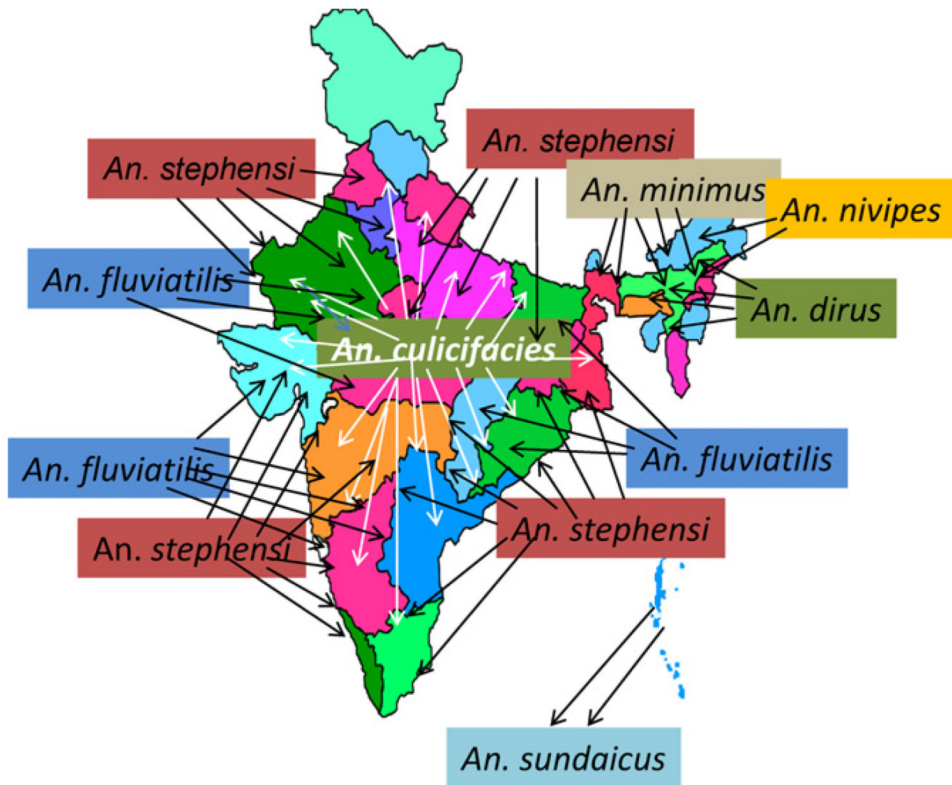 An. stephensi
An. stephensi
An. minimus
An. nivipes
An. fluviatilis
An. dirus
An. culicifacies
An. fluviatilis
An. fluviatilis
An. stephensi
An. stephensi
An. sundaicus